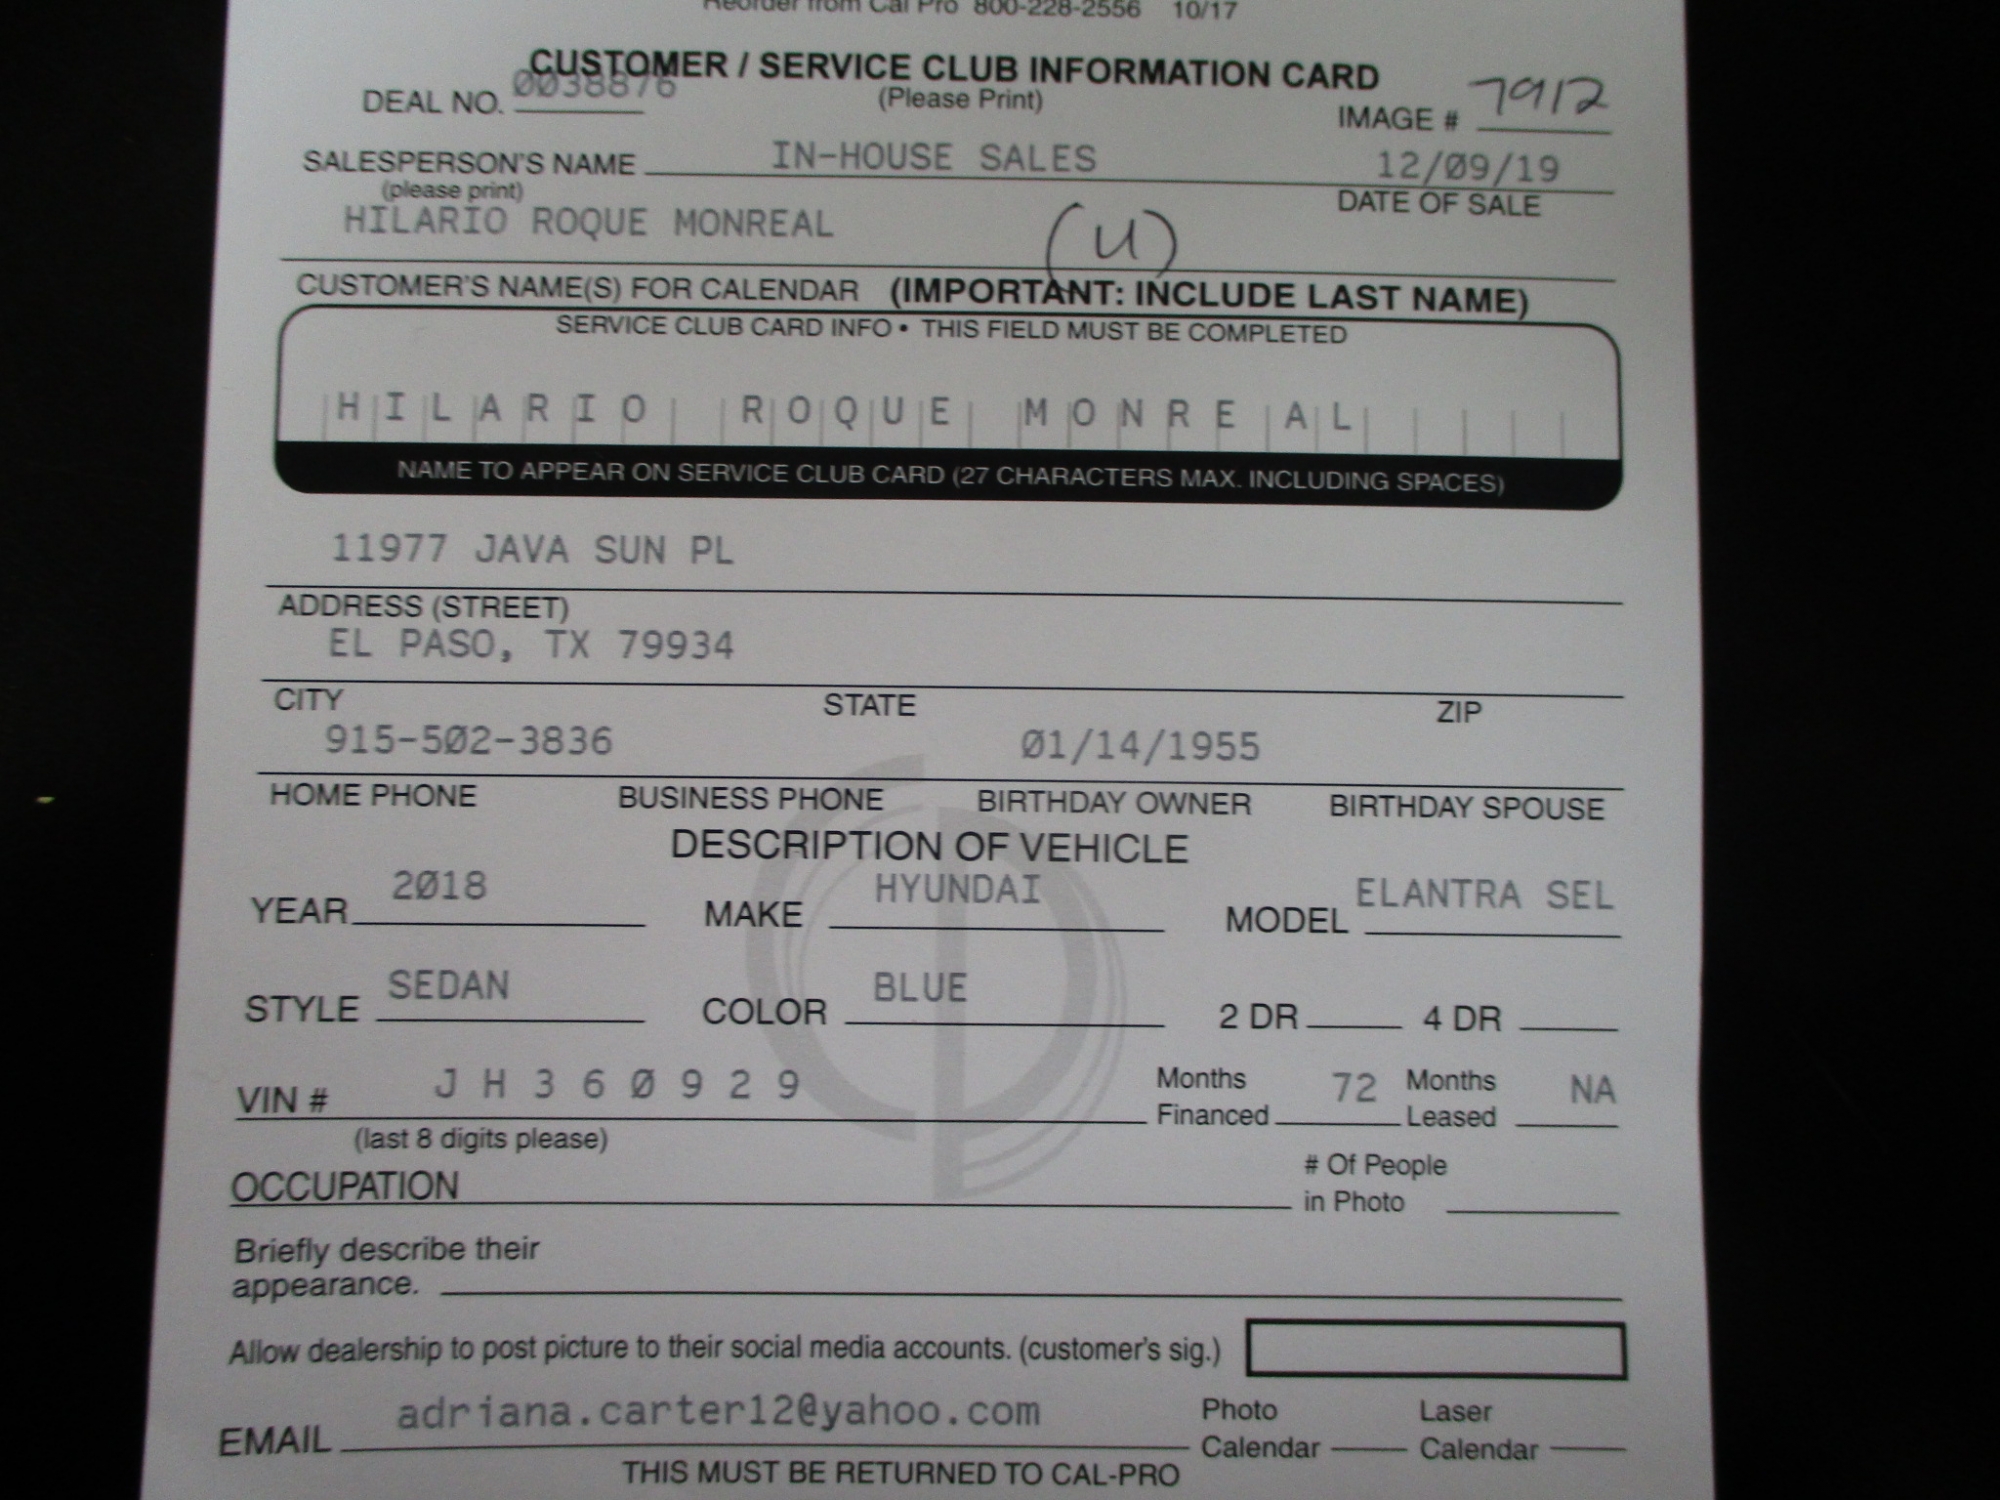 Reorder from Cal Pro 800-228-2556 10/17
CUSTOMER / SERVICE CLUB INFORMATION CARD
DEAL NO. 0038876 (Please Print) IMAGE # 7912
SALESPERSON'S NAME IN-HOUSE SALES 12/09/19
(please print) DATE OF SALE
HILARIO ROQUE MONREAL (U)
CUSTOMER'S NAME(S) FOR CALENDAR (IMPORTANT: INCLUDE LAST NAME)
SERVICE CLUB CARD INFO • THIS FIELD MUST BE COMPLETED
HILARIO ROQUE MONREAL
NAME TO APPEAR ON SERVICE CLUB CARD (27 CHARACTERS MAX. INCLUDING SPACES)
11977 JAVA SUN PL
ADDRESS (STREET)
EL PASO, TX 79934
CITY STATE ZIP
915-502-3836 01/14/1955
HOME PHONE BUSINESS PHONE BIRTHDAY OWNER BIRTHDAY SPOUSE
DESCRIPTION OF VEHICLE
YEAR 2018 MAKE HYUNDAI MODEL ELANTRA SEL
STYLE SEDAN COLOR BLUE 2 DR 4 DR
VIN # JH360929 Months Financed 72 Months Leased NA
(last 8 digits please)
OCCUPATION # Of People in Photo
Briefly describe their
appearance.
Allow dealership to post picture to their social media accounts. (customer's sig.)
EMAIL adriana.carter12@yahoo.com Photo Calendar Laser Calendar
THIS MUST BE RETURNED TO CAL-PRO